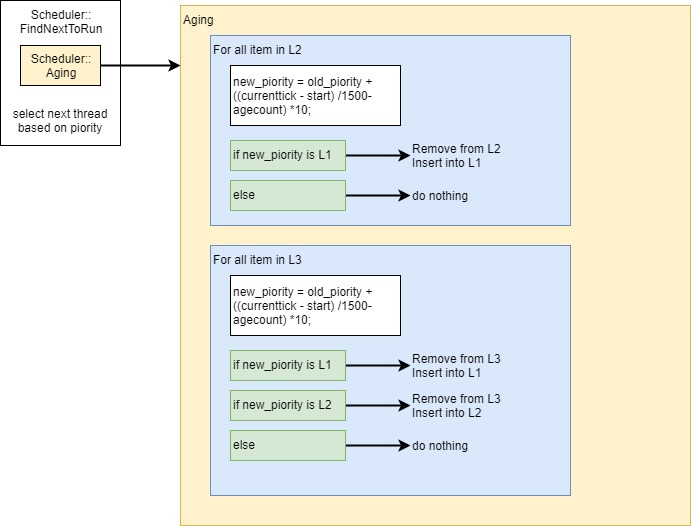 Scheduler::
FindNextToRun
Scheduler::
Aging
select next thread
based on piority
Aging
For all item in L2
new_piority = old_piority +
((currenttick - start) /1500-
agecount) *10;
if new_piority is L1
Remove from L2
Insert into L1
else
do nothing
For all item in L3
new_piority = old_piority +
((currenttick - start) /1500-
agecount) *10;
if new_piority is L1
Remove from L3
Insert into L1
if new_piority is L2
Remove from L3
Insert into L2
else
do nothing